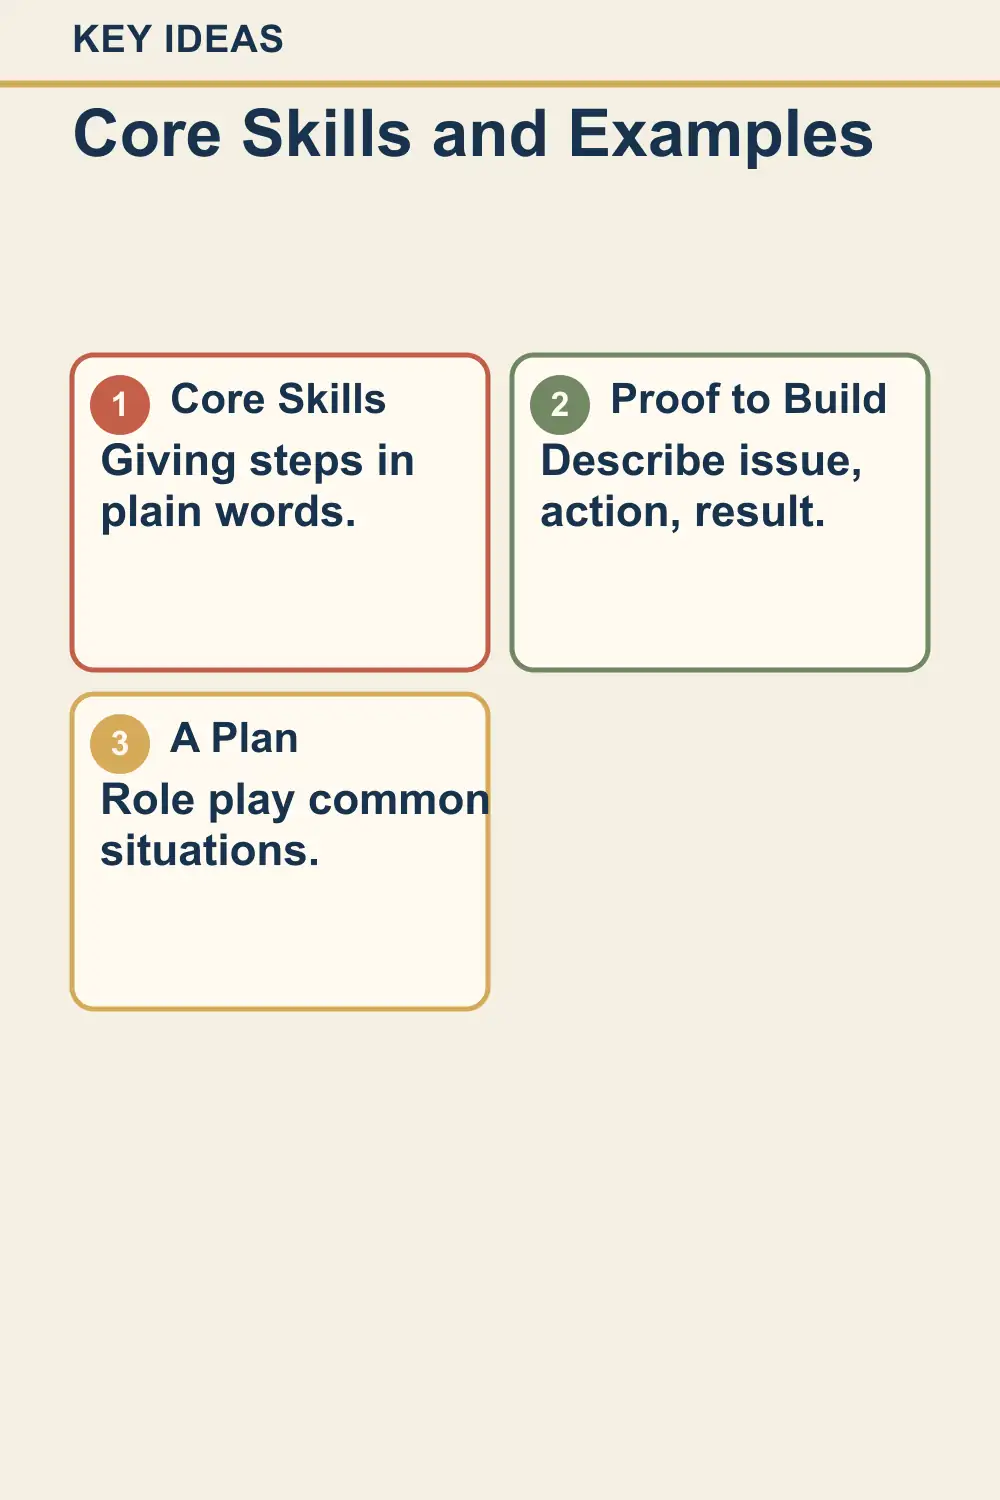 KEY IDEAS
Core Skills and Examples
1 Core Skills
Giving steps in
plain words.
2 Proof to Build
Describe issue,
action, result.
3 A Plan
Role play common
situations.